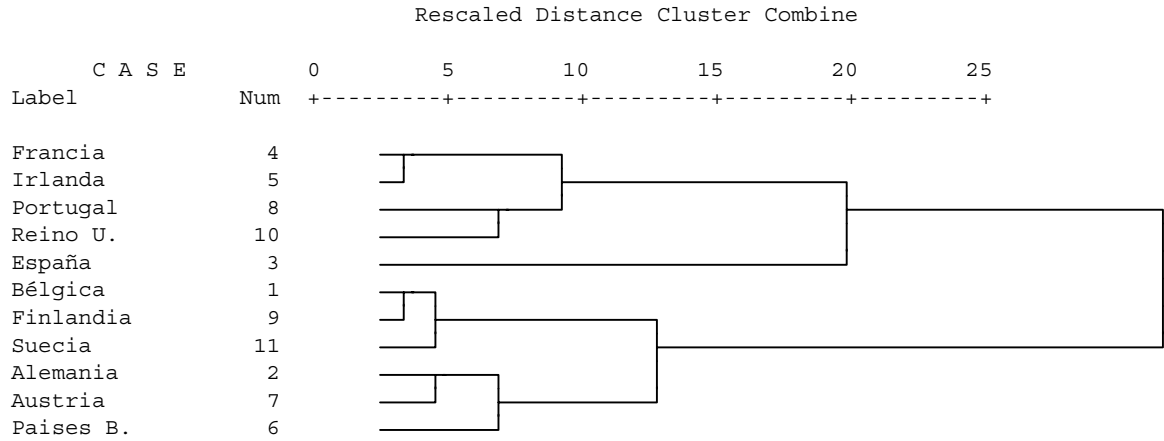 Rescaled Distance Cluster Combine
C A S E 0 5 10 15 20 25
Label Num +---------+---------+---------+---------+---------+
Francia 4
Irlanda 5
Portugal 8
Reino U. 10
España 3
Bélgica 1
Finlandia 9
Suecia 11
Alemania 2
Austria 7
Paises B. 6